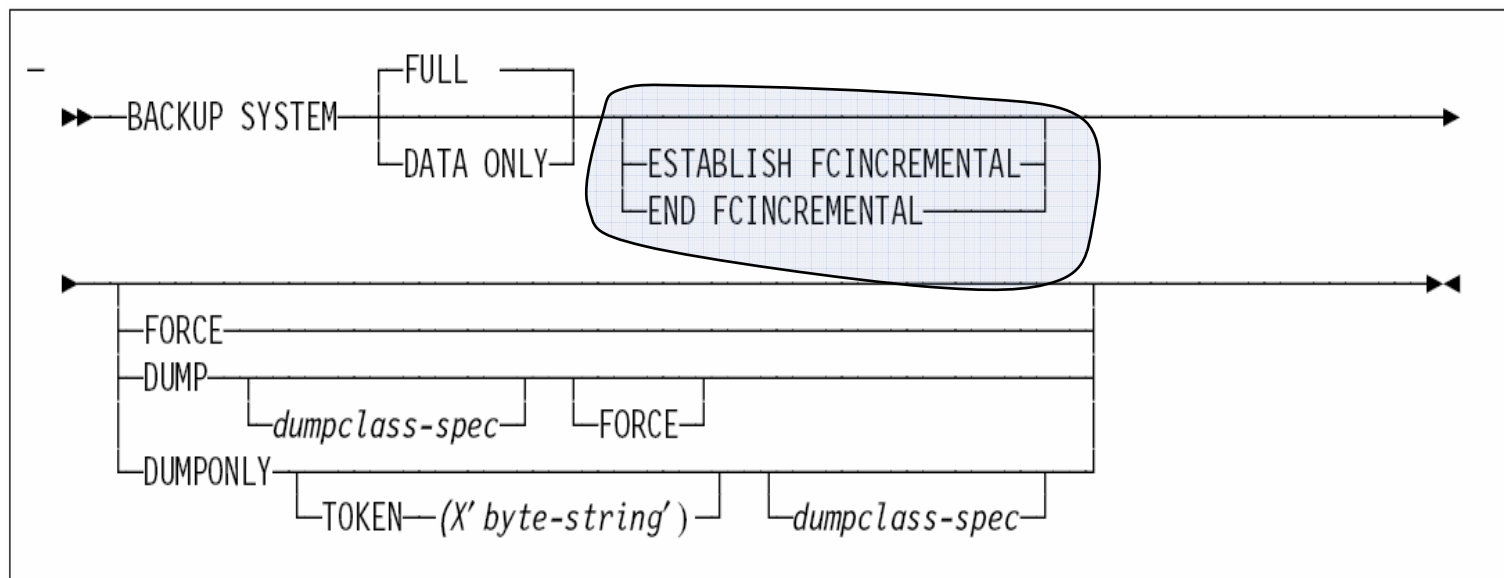 FULL
BACKUP SYSTEM
DATA ONLY
ESTABLISH FCINCREMENTAL
END FCINCREMENTAL
FORCE
DUMP
dumpclass-spec FORCE
DUMPONLY
TOKEN (X'byte-string') dumpclass-spec